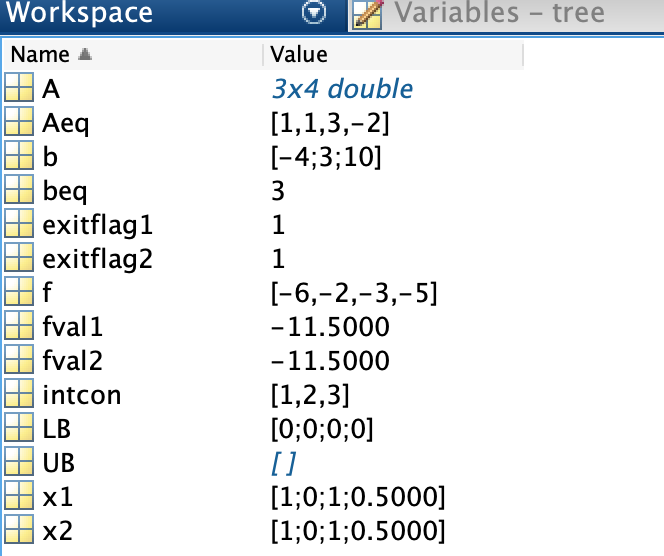 Workspace Variables – tree
Name Value
A 3x4 double
Aeq [1,1,3,−2]
b [−4;3;10]
beq 3
exitflag1 1
exitflag2 1
f [−6,−2,−3,−5]
fval1 −11.5000
fval2 −11.5000
intcon [1,2,3]
LB [0;0;0;0]
UB []
x1 [1;0;1;0.5000]
x2 [1;0;1;0.5000]